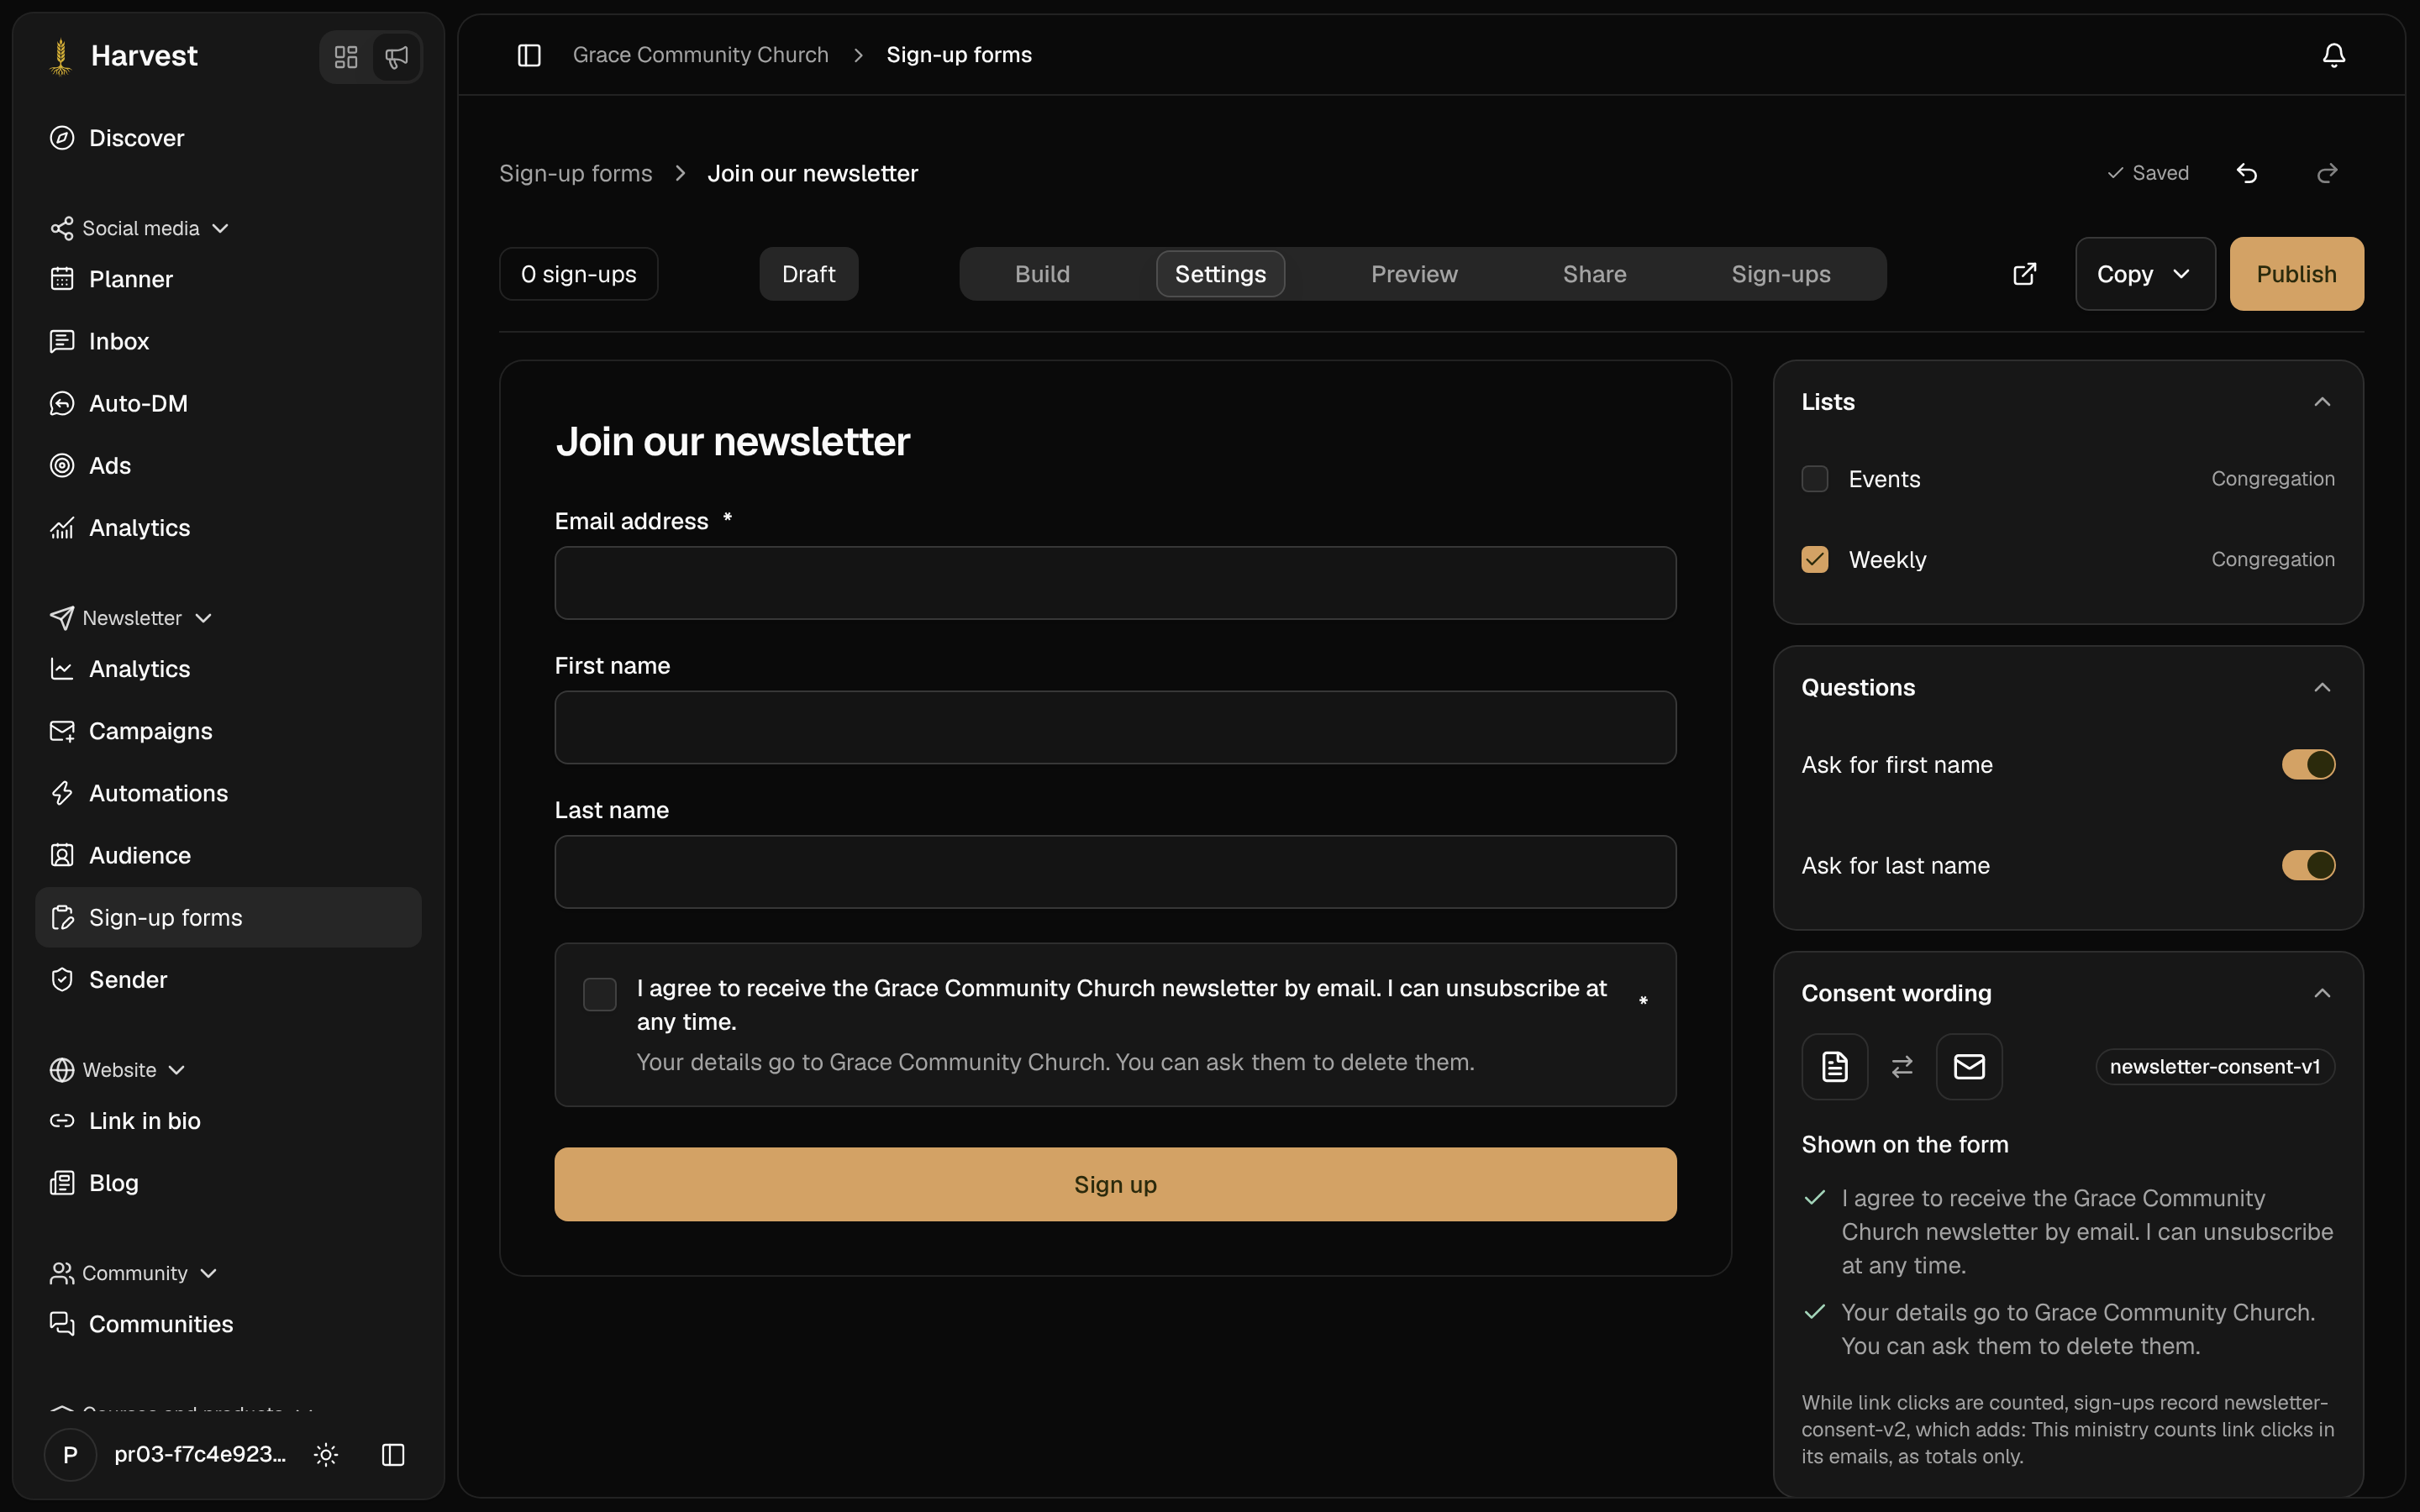 Harvest
Grace Community Church
Sign-up forms
Discover
Social media
Planner
Inbox
Auto-DM
Ads
Analytics
Newsletter
Analytics
Campaigns
Automations
Audience
Sign-up forms
Sender
Website
Link in bio
Blog
Community
Communities
Courses and products
P
pr03-f7c4e923...
Sign-up forms
Join our newsletter
Saved
0 sign-ups
Draft
Build
Settings
Preview
Share
Sign-ups
Copy
Publish
Join our newsletter
Email address *
First name
Last name
I agree to receive the Grace Community Church newsletter by email. I can unsubscribe at
any time.
*
Your details go to Grace Community Church. You can ask them to delete them.
Sign up
Lists
Events
Congregation
Weekly
Congregation
Questions
Ask for first name
Ask for last name
Consent wording
newsletter-consent-v1
Shown on the form
I agree to receive the Grace Community
Church newsletter by email. I can unsubscribe
at any time.
Your details go to Grace Community Church.
You can ask them to delete them.
While link clicks are counted, sign-ups record newsletter-
consent-v2, which adds: This ministry counts link clicks in
its emails, as totals only.